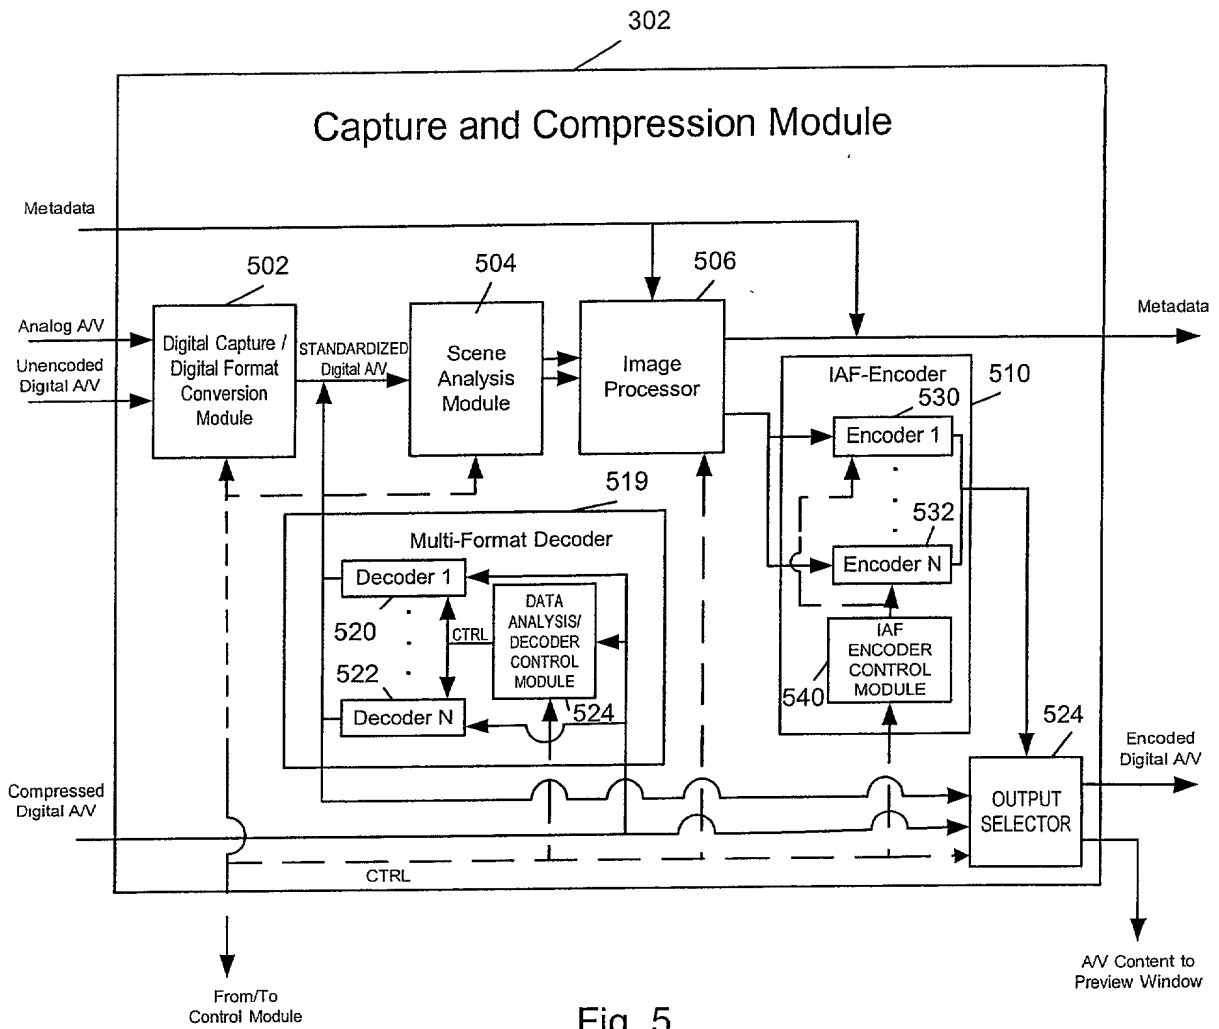 302
Capture and Compression Module
Metadata
502
504
506
Metadata
Analog A/V
Unencoded
Digital A/V
Digital Capture /
Digital Format
Conversion
Module
STANDARDIZED
Digital A/V
Scene
Analysis
Module
Image
Processor
IAF-Encoder
510
530
Encoder 1
532
Encoder N
IAF
ENCODER
CONTROL
MODULE
540
519
Multi-Format Decoder
Decoder 1
520
CTRL
DATA
ANALYSIS/
DECODER
CONTROL
MODULE
522
Decoder N
524
524
OUTPUT
SELECTOR
Encoded
Digital A/V
Compressed
Digital A/V
CTRL
A/V Content to
Preview Window
From/To
Control Module
Fig. 5